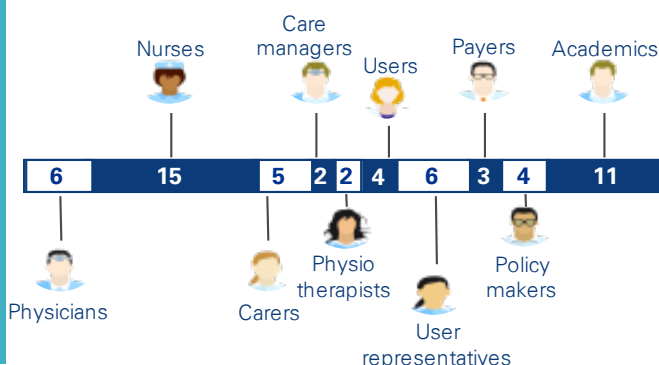 Nurses
Care
managers
Users
Payers
Academics
6 15 5 2 2 4 6 3 4 11
Physicians
Carers
Physio
therapists
User
representatives
Policy
makers